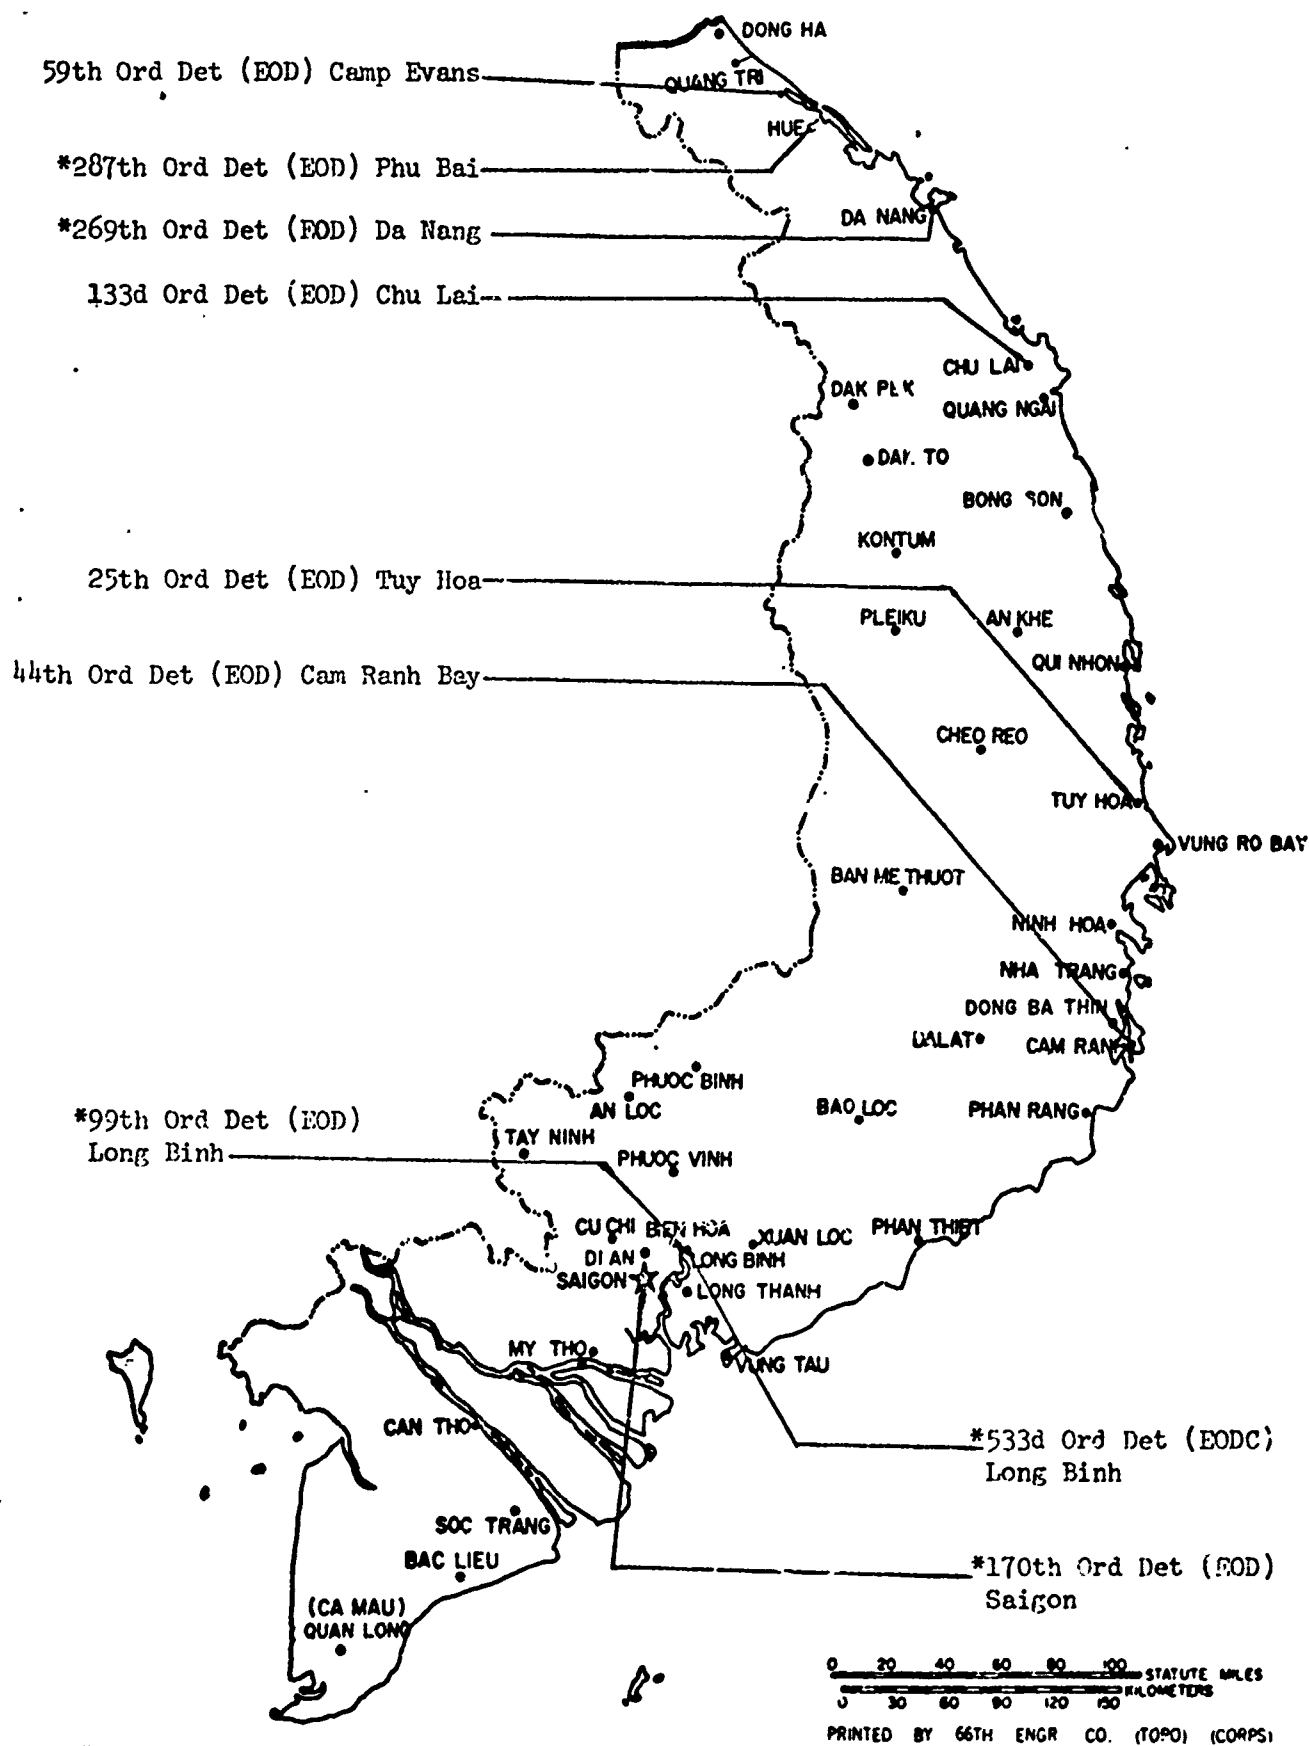 DONG HA
59th Ord Det (EOD) Camp Evans
QUANG TRI
HUE
*287th Ord Det (EOD) Phu Bai
DA NANG
*269th Ord Det (EOD) Da Nang
133d Ord Det (EOD) Chu Lai
CHU LAI
DAK PEK
QUANG NGAI
DAK TO
BONG SON
KONTUM
25th Ord Det (EOD) Tuy Hoa
PLEIKU
AN KHE
QUI NHON
44th Ord Det (EOD) Cam Ranh Bay
CHEO REO
TUY HOA
VUNG RO BAY
BAN ME THUOT
NINH HOA
NHA TRANG
DONG BA THIN
DALAT
CAM RANH
PHUOC BINH
AN LOC
BAO LOC
PHAN RANG
*99th Ord Det (EOD)
Long Binh
TAY NINH
PHUOC VINH
CU CHI
BIEN HOA
XUAN LOC
PHAN THIET
DI AN
LONG BINH
SAIGON
LONG THANH
MY THO
VUNG TAU
CAN THO
*533d Ord Det (EODC)
Long Binh
SOC TRANG
BAC LIEU
*170th Ord Det (EOD)
Saigon
(CA MAU)
QUAN LONG
0 20 40 60 80 100 STATUTE MILES
0 30 60 90 120 150 KILOMETERS
PRINTED BY 66TH ENGR CO. (TOPO) (CORPS)